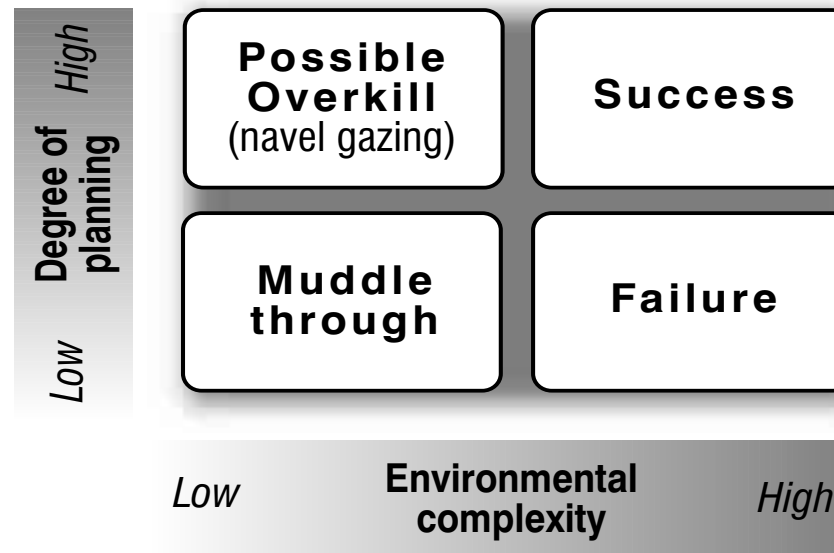 High
Degree of
planning
Low
Possible
Overkill
(navel gazing)
Success
Muddle
through
Failure
Low
Environmental
complexity
High